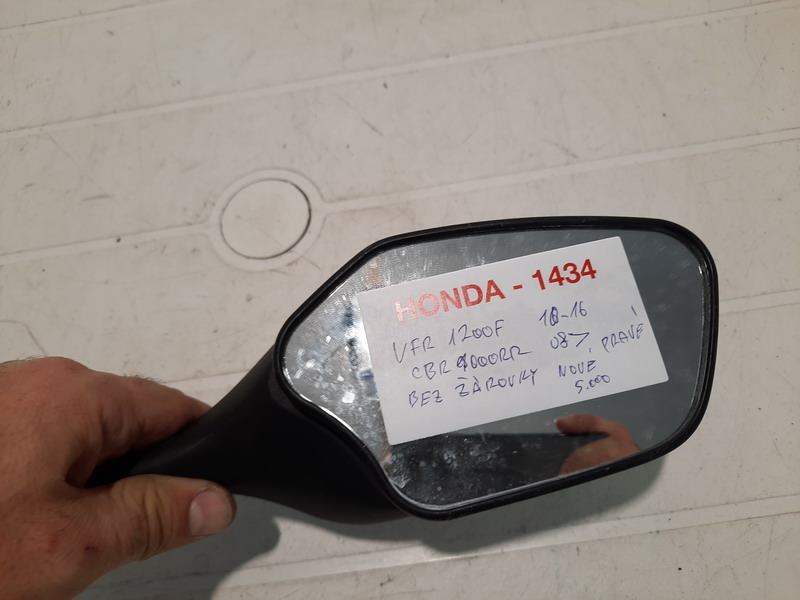 HONDA - 1434
VFR 1200F 10-16
CBR 1000RR 08> PRAVÉ
BEZ ŽÁROVKY NOVÉ
5.000